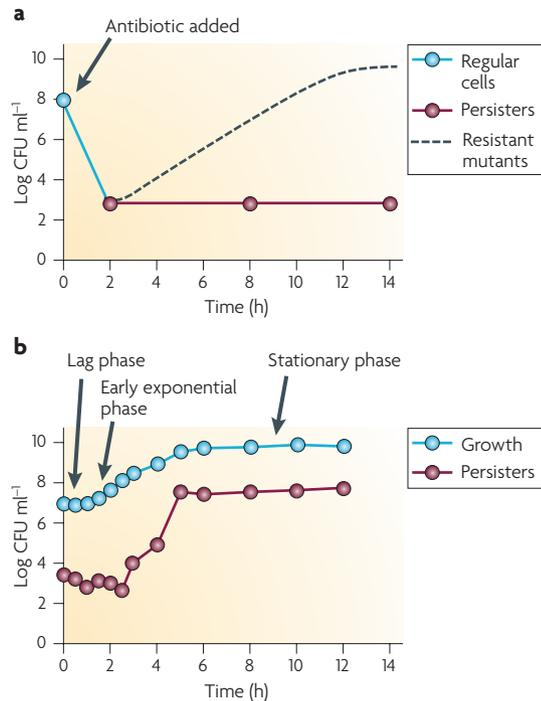 a
Antibiotic added
10
8
6
4
2
0
Log CFU ml⁻¹
0 2 4 6 8 10 12 14
Time (h)
Regular
cells
Persisters
Resistant
mutants
b
Lag phase
Early exponential
phase
Stationary phase
10
8
6
4
2
0
Log CFU ml⁻¹
0 2 4 6 8 10 12 14
Time (h)
Growth
Persisters